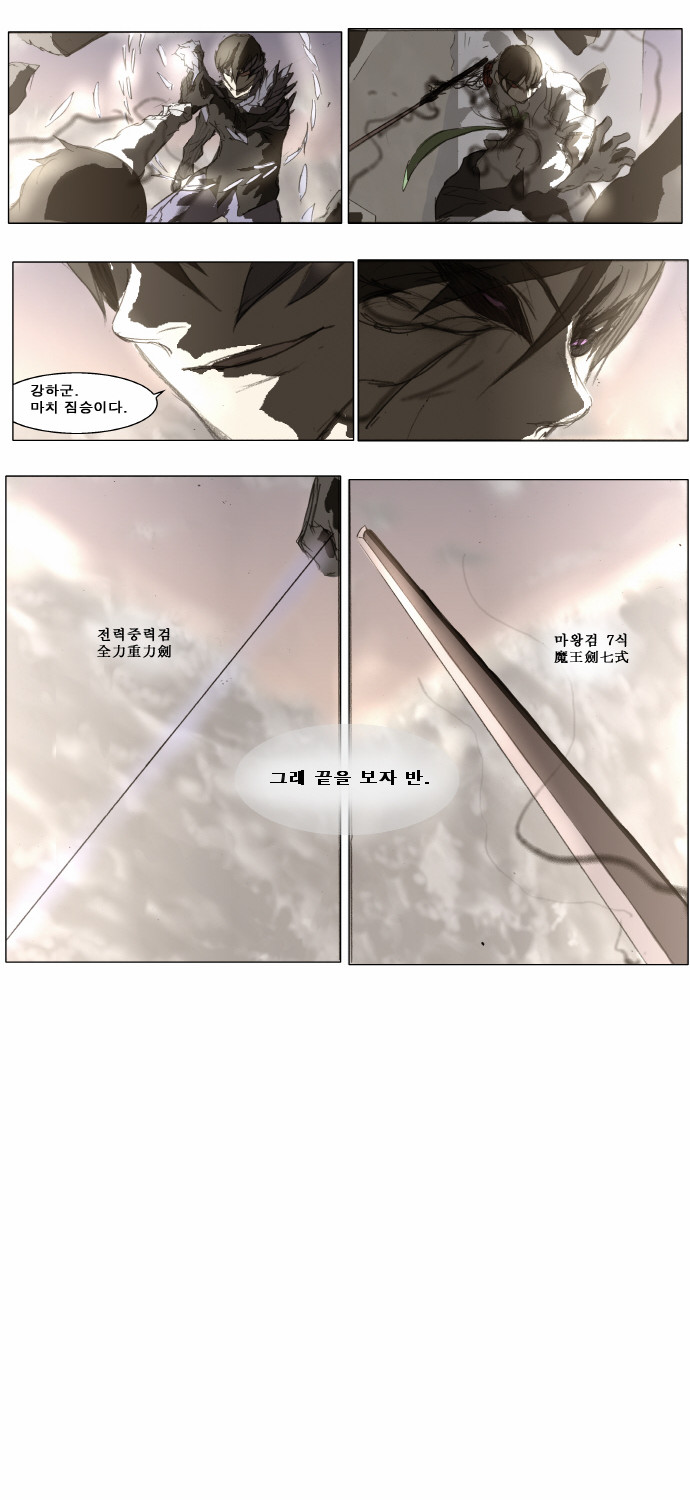 강하군.
마치 짐승이다.
전력중력검
全力重力劍
마왕검 7식
魔王劍七式
그래 끝을 보자 반.